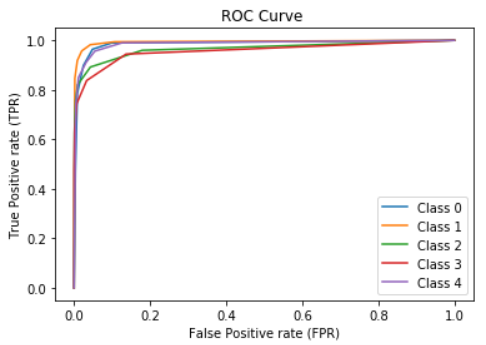 ROC Curve
True Positive rate (TPR)
1.0
0.8
0.6
0.4
0.2
0.0
Class 0
Class 1
Class 2
Class 3
Class 4
0.0 0.2 0.4 0.6 0.8 1.0
False Positive rate (FPR)